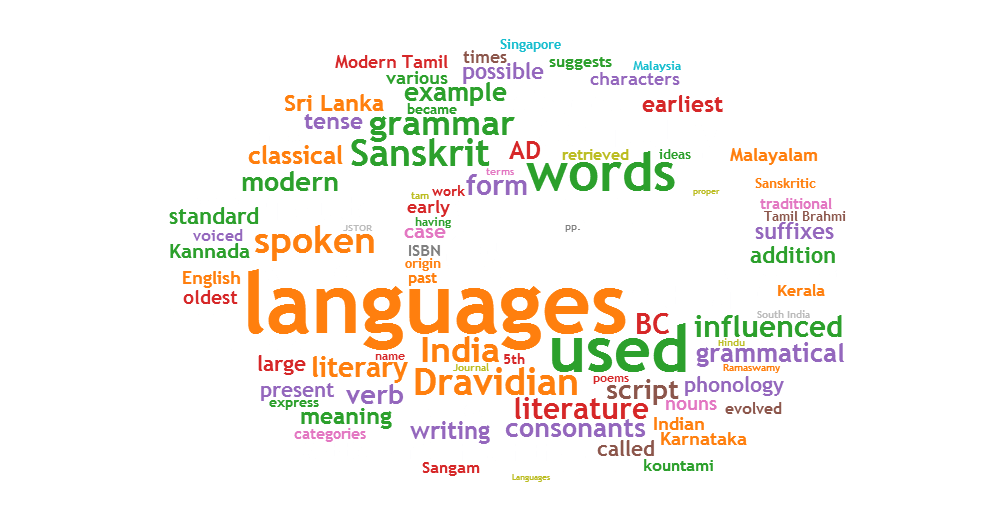 Singapore
Modern Tamil times suggests
various possible Malaysia
characters
Sri Lanka example earliest
became
tense grammar
classical Sanskrit AD retrieved ideas Malayalam
words
modern form terms Sanskritic
tam work proper
standard early traditional
having Tamil Brahmi
voiced spoken JSTOR case pp. suffixes
Kannada ISBN addition
origin
English past
oldest languages Kerala
BC South India influenced
used
India 5th Hindu
large literary name grammatical
Journal Ramaswamy
present verb Dravidian poems script phonology
express meaning literature nouns evolved
categories writing consonants Indian
called Karnataka
Sangam kountami
Languages